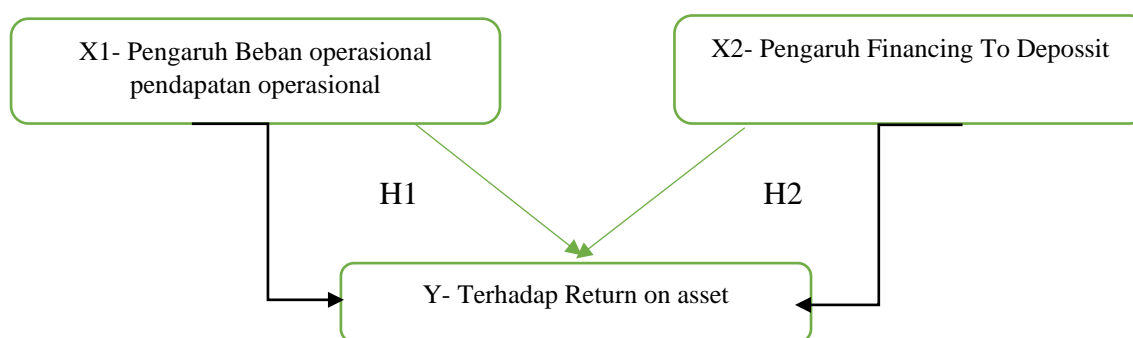 X1- Pengaruh Beban operasional
pendapatan operasional
X2- Pengaruh Financing To Depossit
H1
H2
Y- Terhadap Return on asset